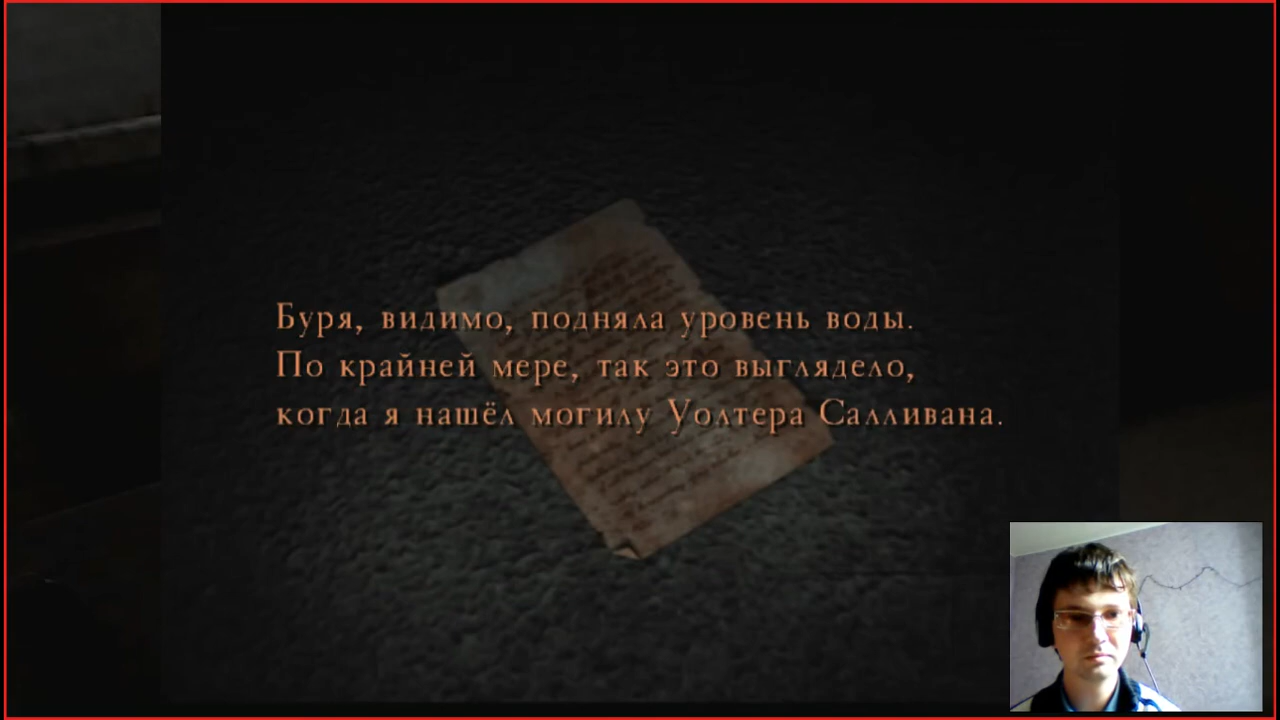 Буря, видимо, подняла уровень воды.
По крайней мере, так это выглядело,
когда я нашёл могилу Уолтера Салливана.